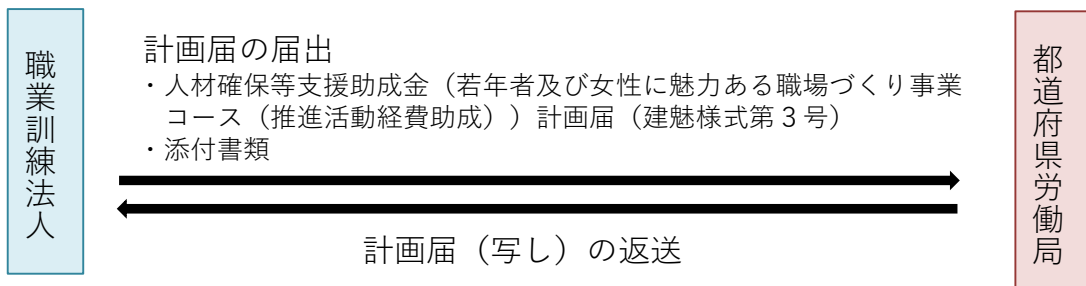 職業訓練法人
計画届の届出
・人材確保等支援助成金（若年者及び女性に魅力ある職場づくり事業
コース（推進活動経費助成））計画届（建魅様式第３号）
・添付書類
計画届（写し）の返送
都道府県労働局